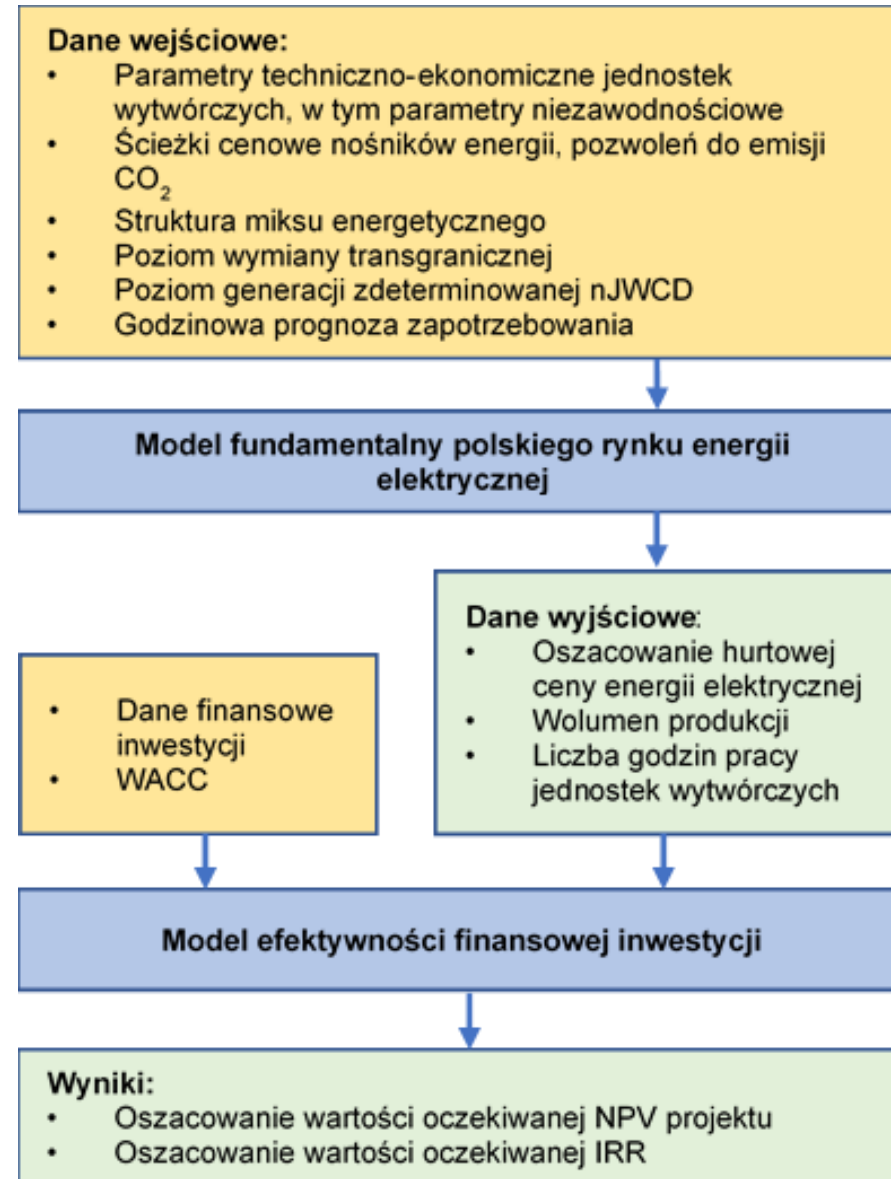 Dane wejściowe:
• Parametry techniczno-ekonomiczne jednostek
wytwórczych, w tym parametry niezawodnościowe
• Ścieżki cenowe nośników energii, pozwoleń do emisji
CO₂
• Struktura miksu energetycznego
• Poziom wymiany transgranicznej
• Poziom generacji zdeterminowanej nJWCD
• Godzinowa prognoza zapotrzebowania
Model fundamentalny polskiego rynku energii
elektrycznej
Dane wyjściowe:
• Oszacowanie hurtowej
ceny energii elektrycznej
• Wolumen produkcji
• Liczba godzin pracy
jednostek wytwórczych
• Dane finansowe
inwestycji
• WACC
Model efektywności finansowej inwestycji
Wyniki:
• Oszacowanie wartości oczekiwanej NPV projektu
• Oszacowanie wartości oczekiwanej IRR